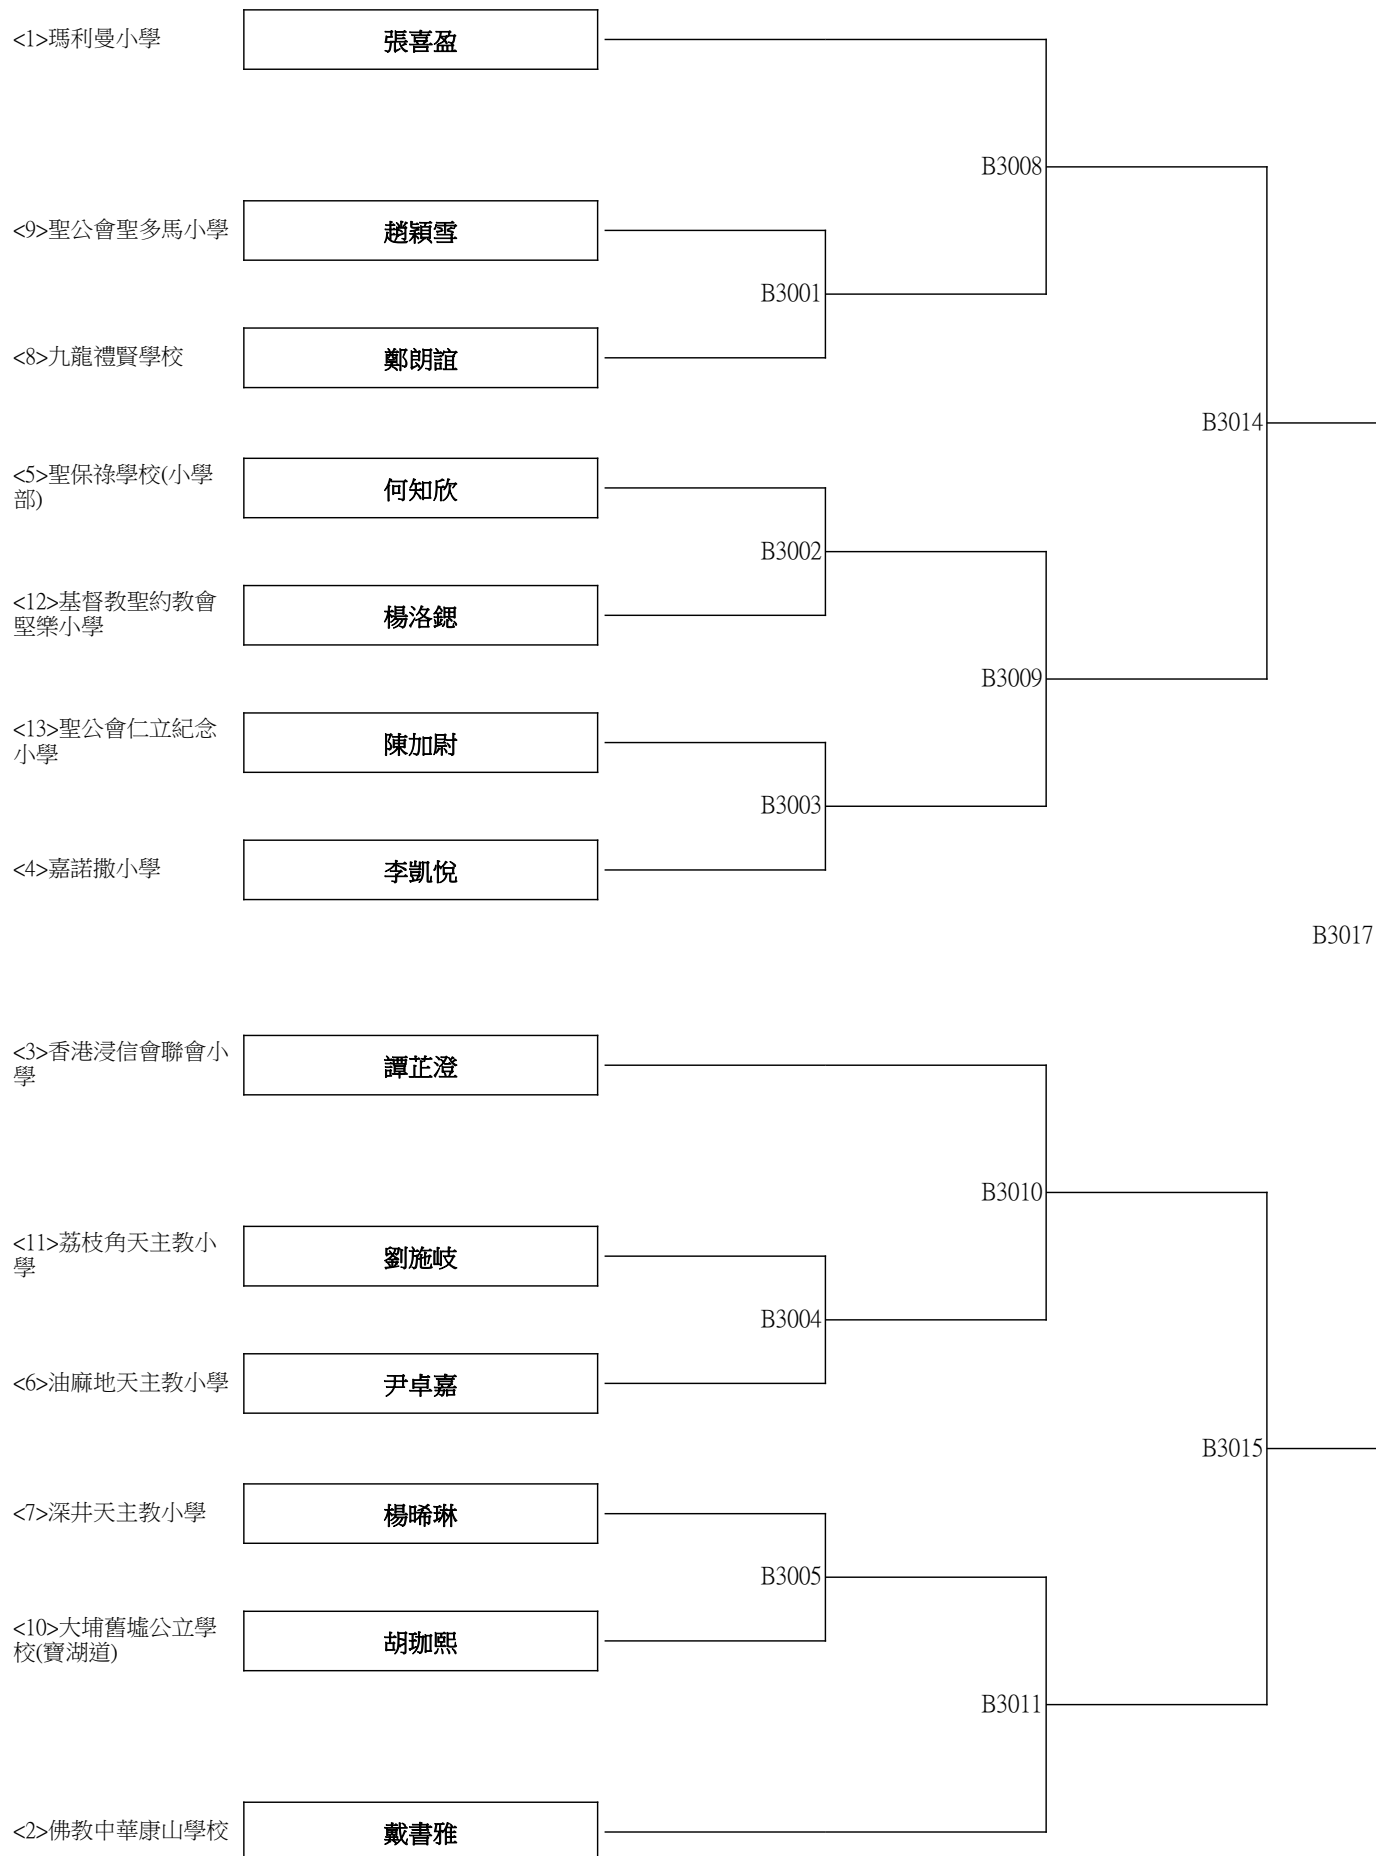 <1>瑪利曼小學
張喜盈
B3008
<9>聖公會聖多馬小學
趙穎雪
B3001
<8>九龍禮賢學校
鄭朗誼
B3014
<5>聖保祿學校(小學
部)
何知欣
B3002
<12>基督教聖約教會
堅樂小學
楊洛鍶
B3009
<13>聖公會仁立紀念
小學
陳加尉
B3003
<4>嘉諾撒小學
李凱悅
B3017
<3>香港浸信會聯會小
學
譚芷澄
B3010
<11>荔枝角天主教小
學
劉施岐
B3004
<6>油麻地天主教小學
尹卓嘉
B3015
<7>深井天主教小學
楊晞琳
B3005
<10>大埔舊墟公立學
校(寶湖道)
胡珈熙
B3011
<2>佛教中華康山學校
戴書雅